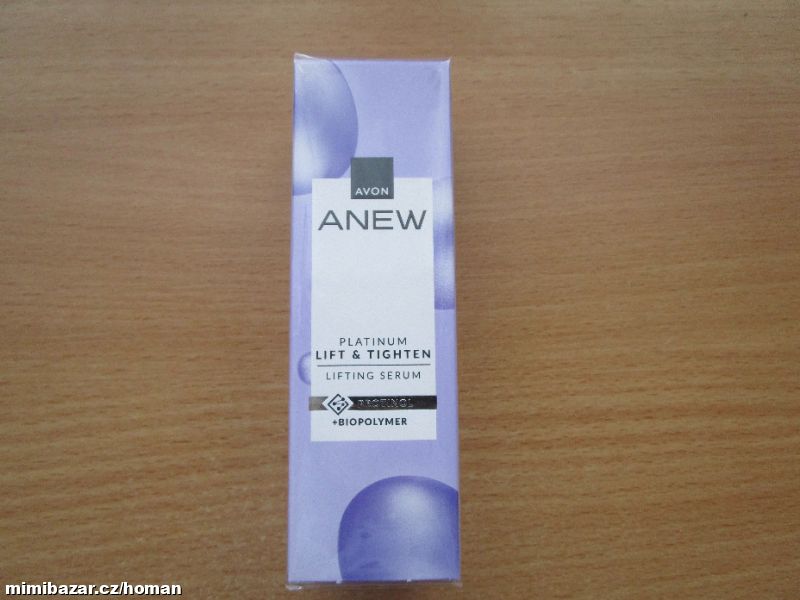 AVON
ANEW
PLATINUM
LIFT & TIGHTEN
LIFTING SERUM
PROTINOL
+BIOPOLYMER
mimibazar.cz/homan